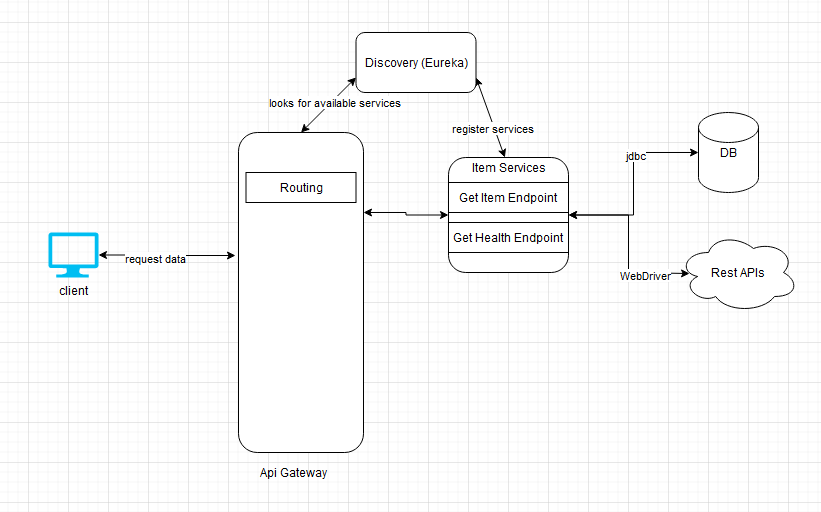 Discovery (Eureka)
looks for available services
register services
Item Services
Get Item Endpoint
Get Health Endpoint
jdbc
DB
Routing
request data
client
WebDriver
Rest APIs
Api Gateway